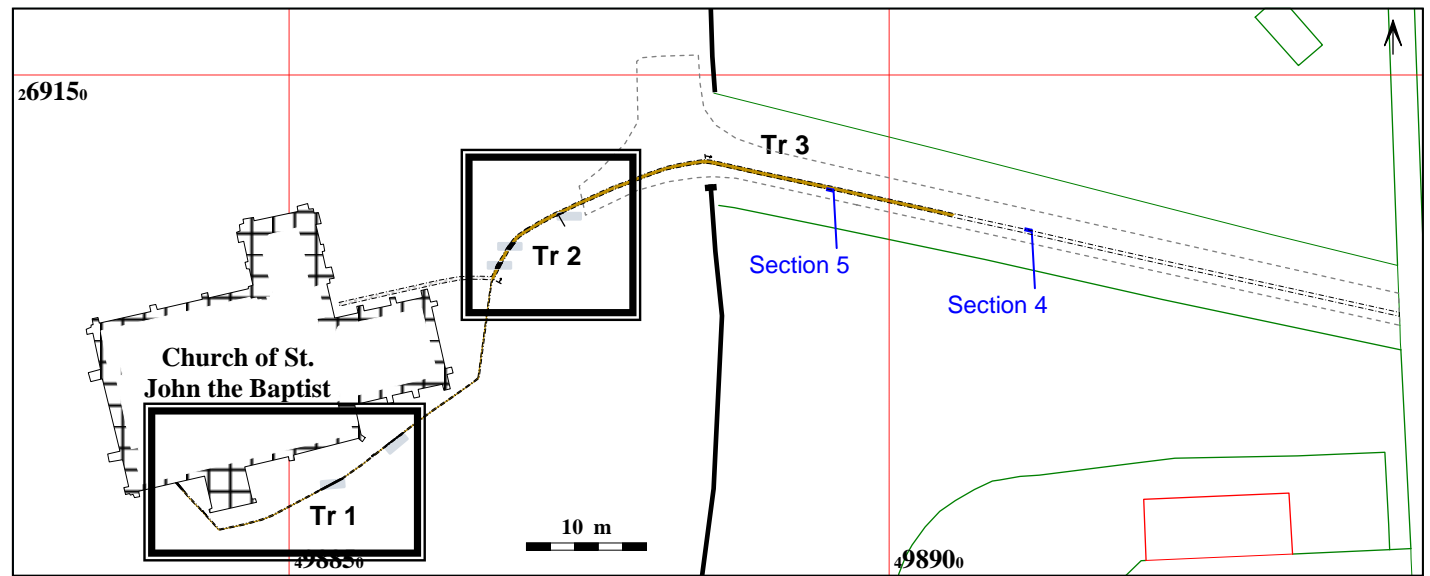 269150
Tr 3
Tr 2
Section 5
Section 4
Church of St.
John the Baptist
Tr 1
10 m
498850
498900